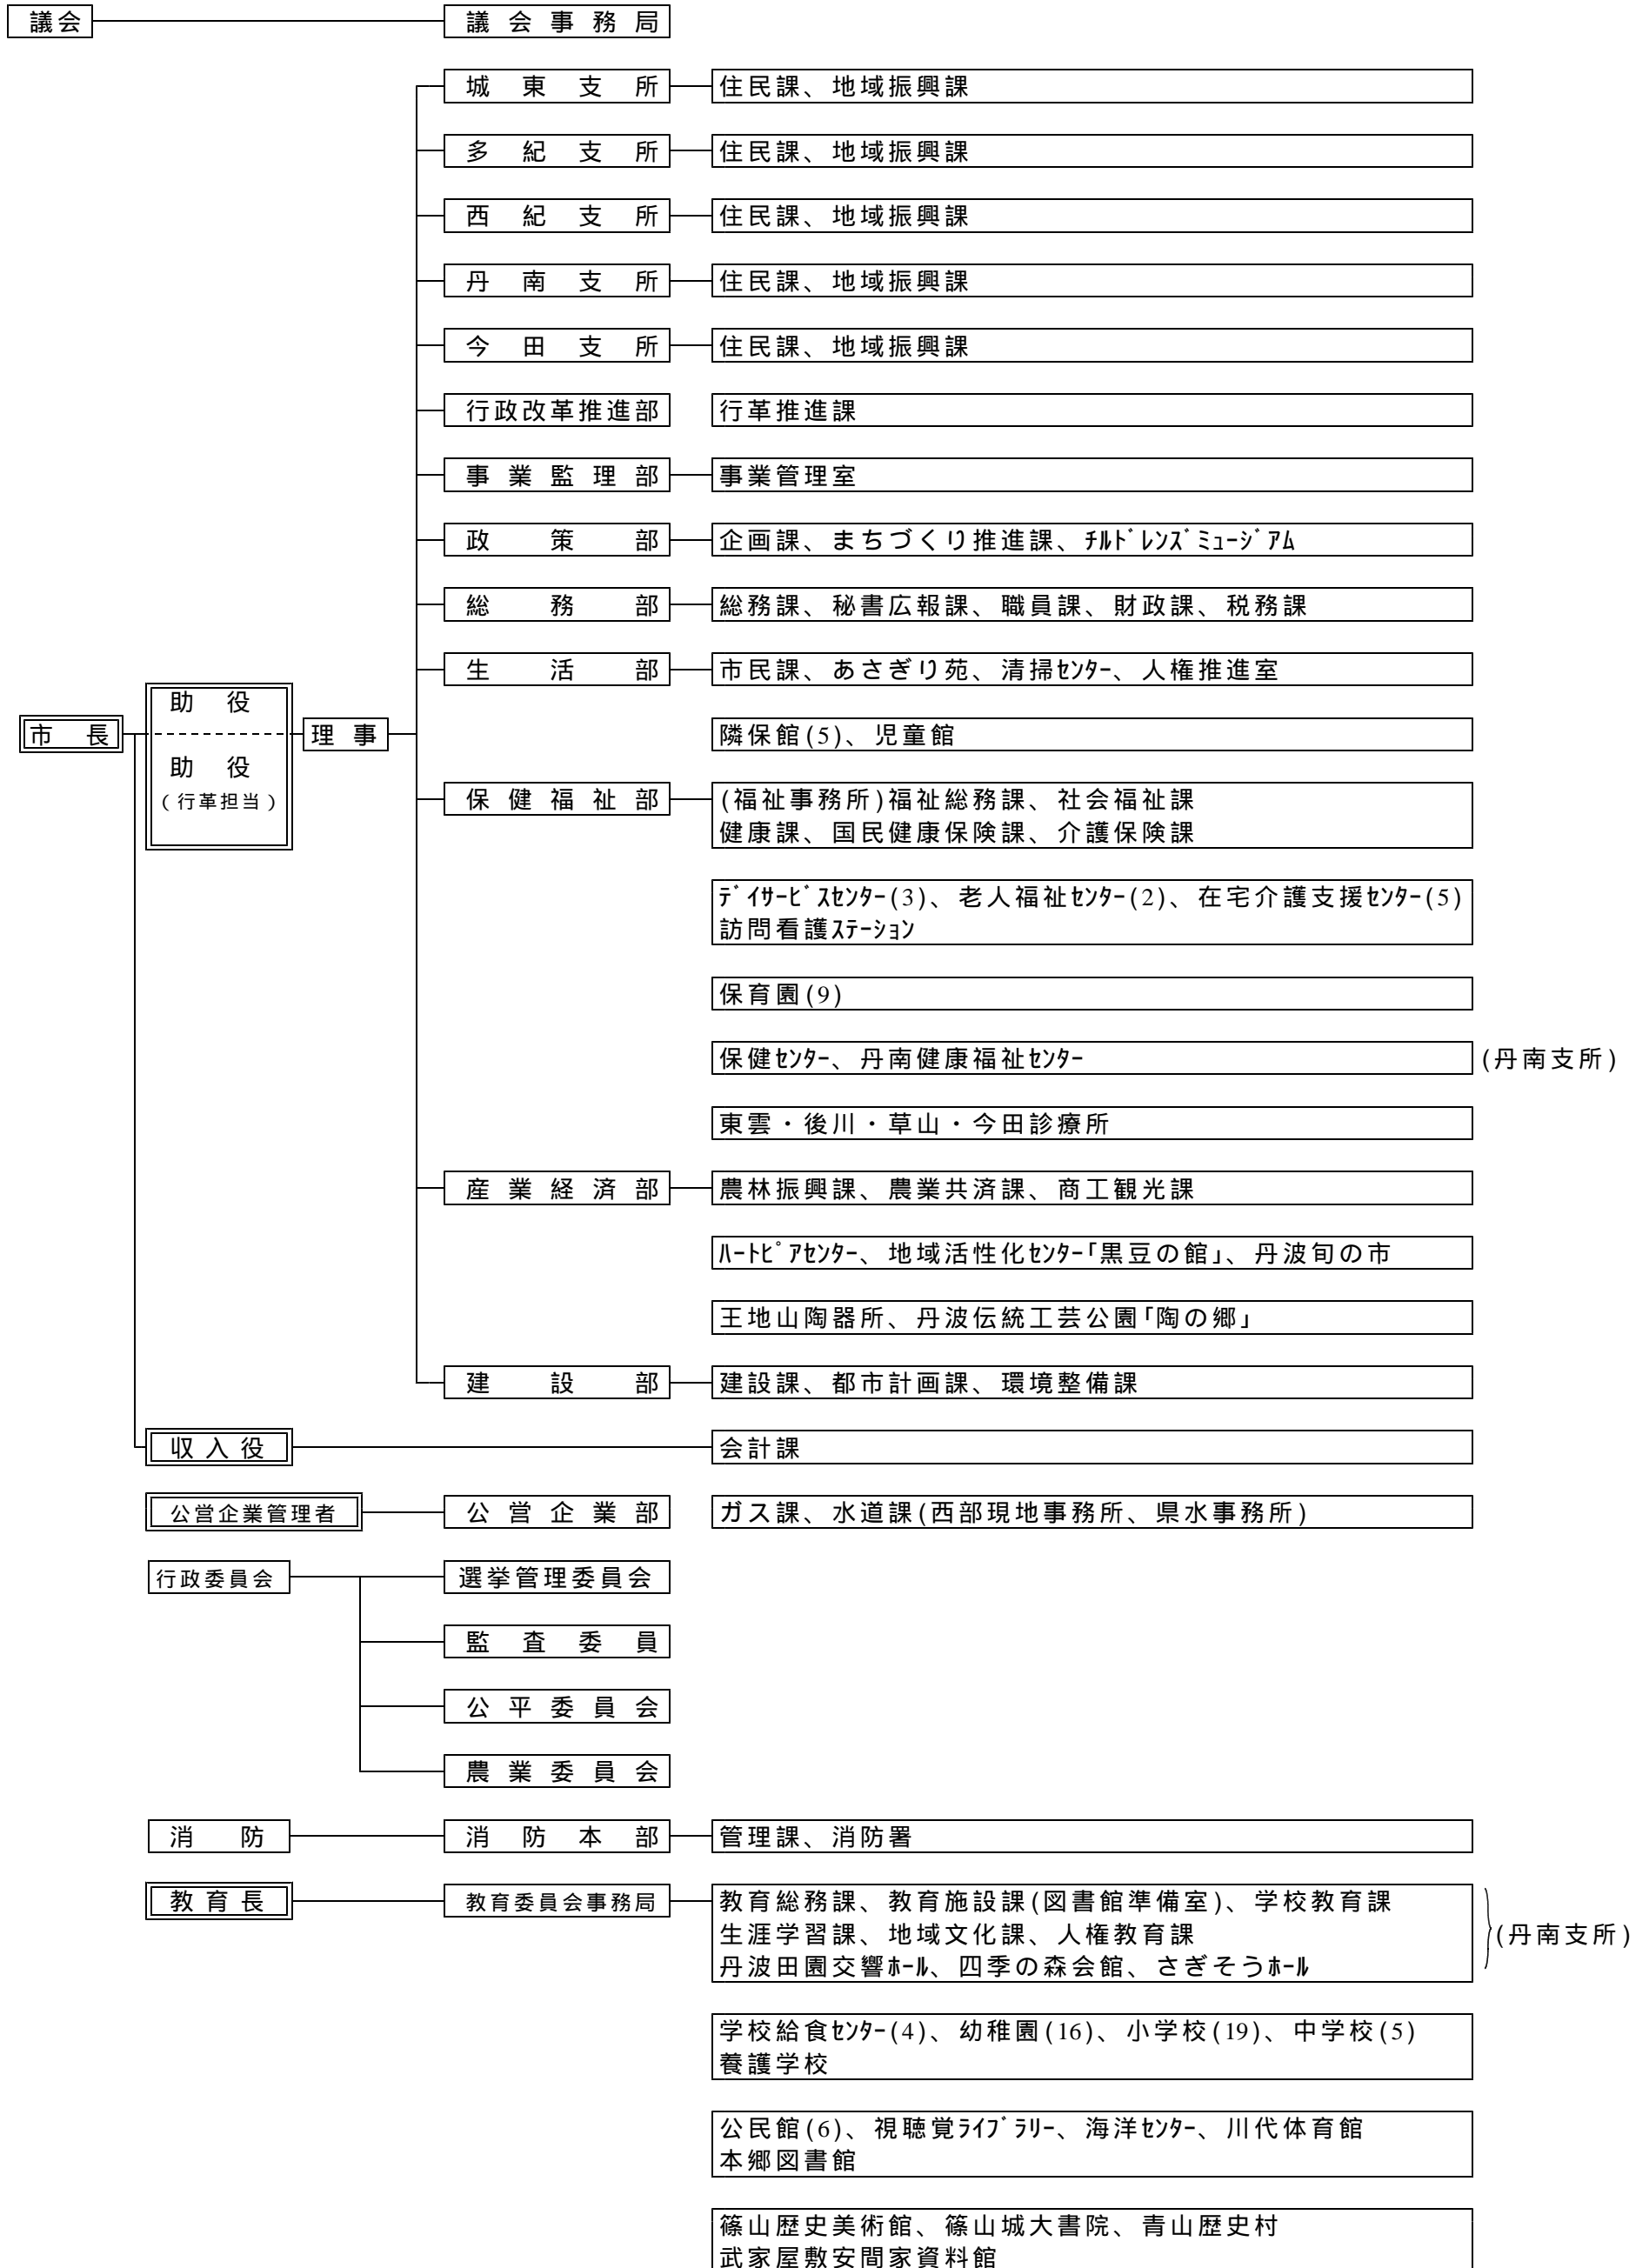 議会 議会事務局
城東支所 住民課、地域振興課
多紀支所 住民課、地域振興課
西紀支所 住民課、地域振興課
丹南支所 住民課、地域振興課
今田支所 住民課、地域振興課
行政改革推進部 行革推進課
事業監理部 事業管理室
政策部 企画課、まちづくり推進課、ﾁﾙﾄﾞﾚﾝｽﾞﾐｭｰｼﾞｱﾑ
総務部 総務課、秘書広報課、職員課、財政課、税務課
生活部 市民課、あさぎり苑、清掃ｾﾝﾀｰ、人権推進室
助役
市長 理事 隣保館(5)、児童館
助役
(行革担当)
保健福祉部 (福祉事務所)福祉総務課、社会福祉課
健康課、国民健康保険課、介護保険課
ﾃﾞｲｻｰﾋﾞｽｾﾝﾀｰ(3)、老人福祉ｾﾝﾀｰ(2)、在宅介護支援ｾﾝﾀｰ(5)
訪問看護ｽﾃｰｼｮﾝ
保育園(9)
保健ｾﾝﾀｰ、丹南健康福祉ｾﾝﾀｰ (丹南支所)
東雲・後川・草山・今田診療所
産業経済部 農林振興課、農業共済課、商工観光課
ﾊｰﾄﾋﾟｱｾﾝﾀｰ、地域活性化ｾﾝﾀｰ｢黒豆の館｣、丹波旬の市
王地山陶器所、丹波伝統工芸公園｢陶の郷｣
建設部 建設課、都市計画課、環境整備課
収入役 会計課
公営企業管理者 公営企業部 ガス課、水道課(西部現地事務所、県水事務所)
行政委員会 選挙管理委員会
監査委員
公平委員会
農業委員会
消防 消防本部 管理課、消防署
教育長 教育委員会事務局 教育総務課、教育施設課(図書館準備室)、学校教育課
生涯学習課、地域文化課、人権教育課 (丹南支所)
丹波田園交響ﾎｰﾙ、四季の森会館、さぎそうﾎｰﾙ
学校給食ｾﾝﾀｰ(4)、幼稚園(16)、小学校(19)、中学校(5)
養護学校
公民館(6)、視聴覚ﾗｲﾌﾞﾗﾘｰ、海洋ｾﾝﾀｰ、川代体育館
本郷図書館
篠山歴史美術館、篠山城大書院、青山歴史村
武家屋敷安間家資料館